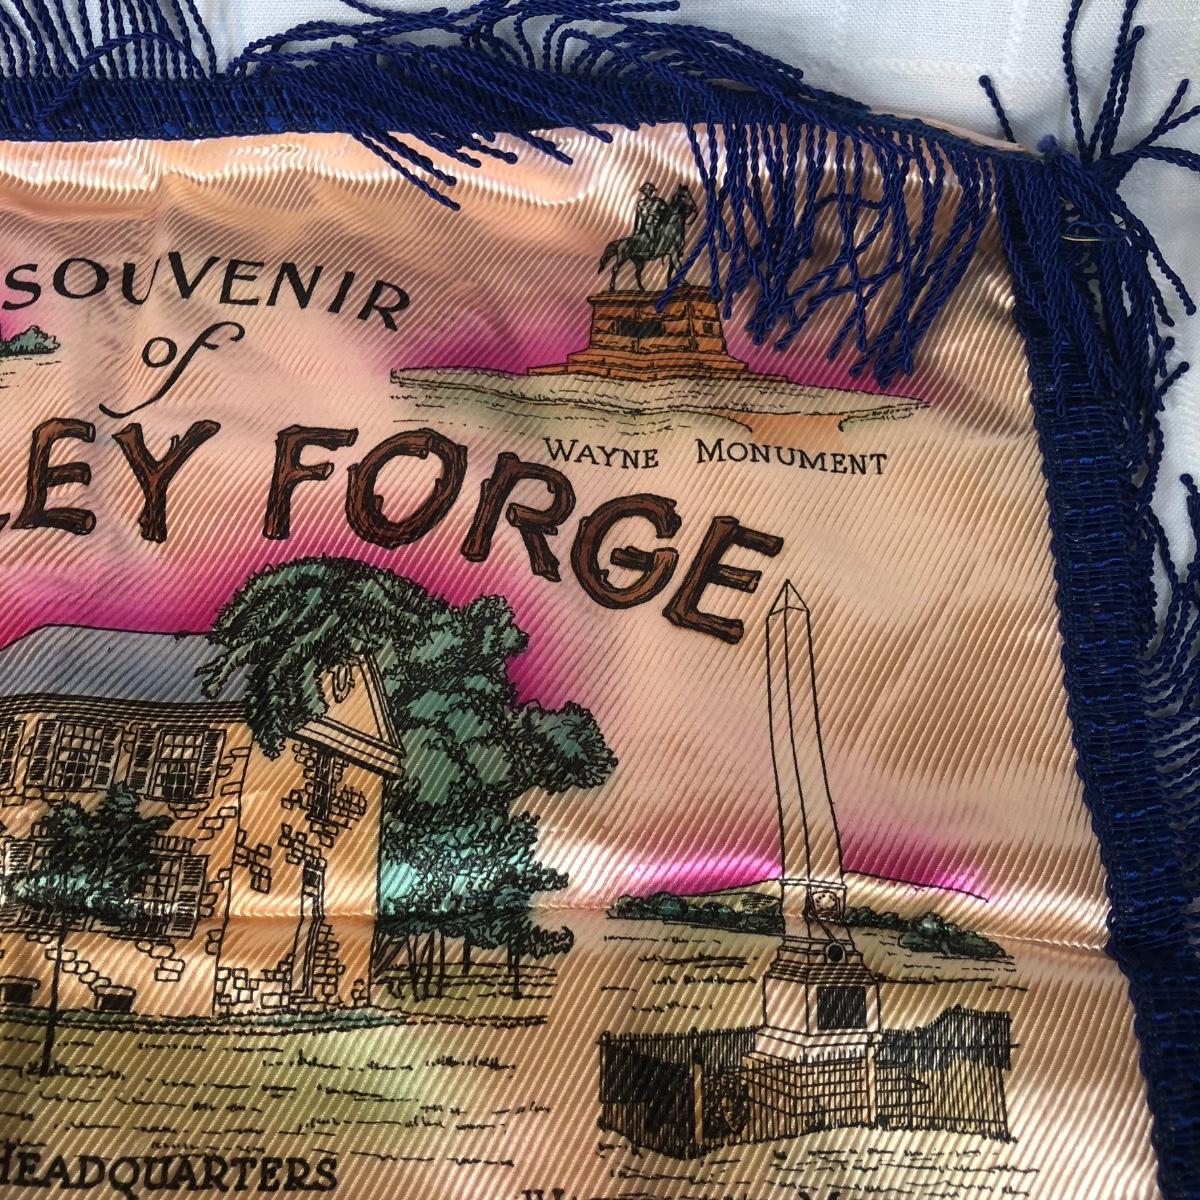 SOUVENIR
of
LEY FORGE
WAYNE MONUMENT
HEADQUARTERS